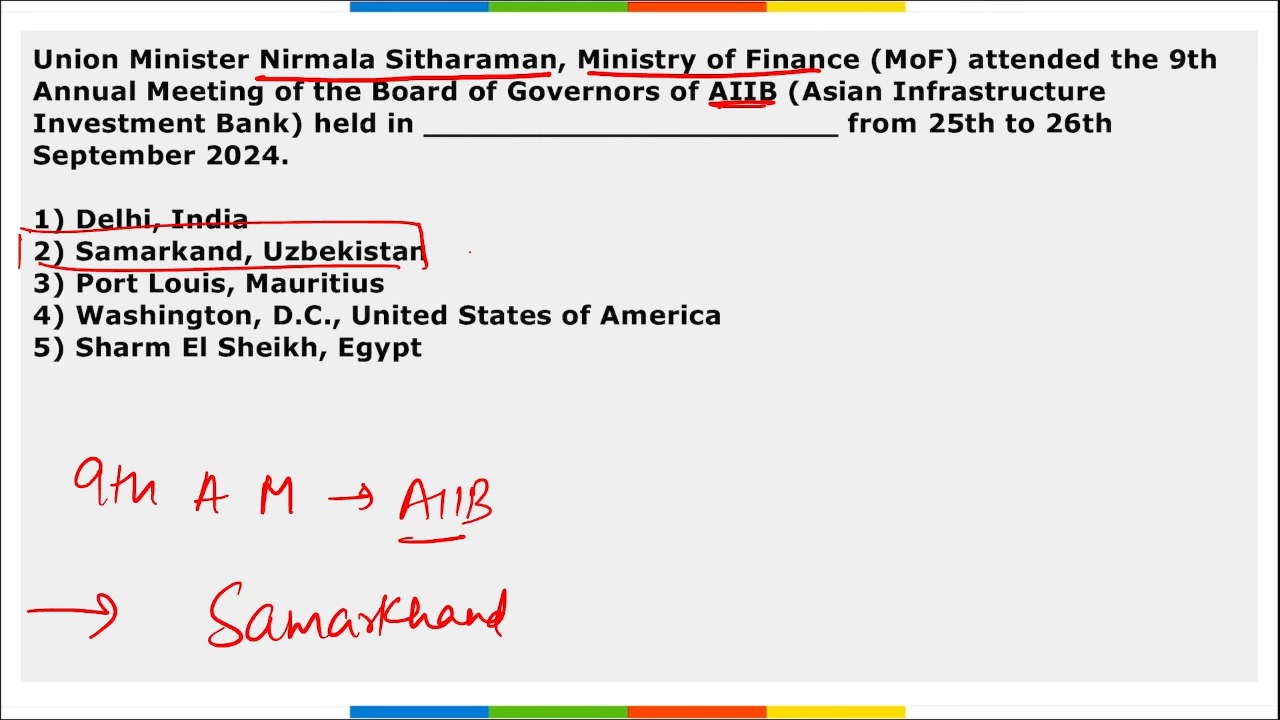 Union Minister Nirmala Sitharaman, Ministry of Finance (MoF) attended the 9th
Annual Meeting of the Board of Governors of AIIB (Asian Infrastructure
Investment Bank) held in __________________________ from 25th to 26th
September 2024.
1) Delhi, India
2) Samarkand, Uzbekistan
3) Port Louis, Mauritius
4) Washington, D.C., United States of America
5) Sharm El Sheikh, Egypt
9th A M → AIIB
→ Samarkhand